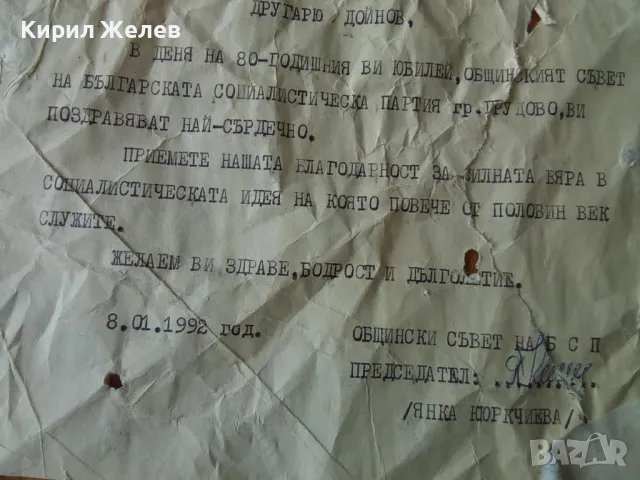 Кирил Желев
ДРУГАРЮ ДОЙНОВ,
В ДЕНЯ НА 80-ГОДИШНИЯ ВИ ЮБИЛЕЙ, ОБЩИНСКИЯТ СЪВЕТ
НА БЪЛГАРСКАТА СОЦИАЛИСТИЧЕСКА ПАРТИЯ гр. ГРУДОВО, ВИ
ПОЗДРАВЯВАТ НАЙ-СЪРДЕЧНО.
ПРИЕМЕТЕ НАШАТА БЛАГОДАРНОСТ ЗА СИЛНАТА ВЯРА В
СОЦИАЛИСТИЧЕСКАТА ИДЕЯ НА КОЯТО ПОВЕЧЕ ОТ ПОЛОВИН ВЕК
СЛУЖИТЕ.
ЖЕЛАЕМ ВИ ЗДРАВЕ, БОДРОСТ И ДЪЛГОЛЕТИЕ.
8.01.1992 год. ОБЩИНСКИ СЪВЕТ НА Б С П
ПРЕДСЕДАТЕЛ:
/ЯНКА КЮРКЧИЕВА/
BAZAR